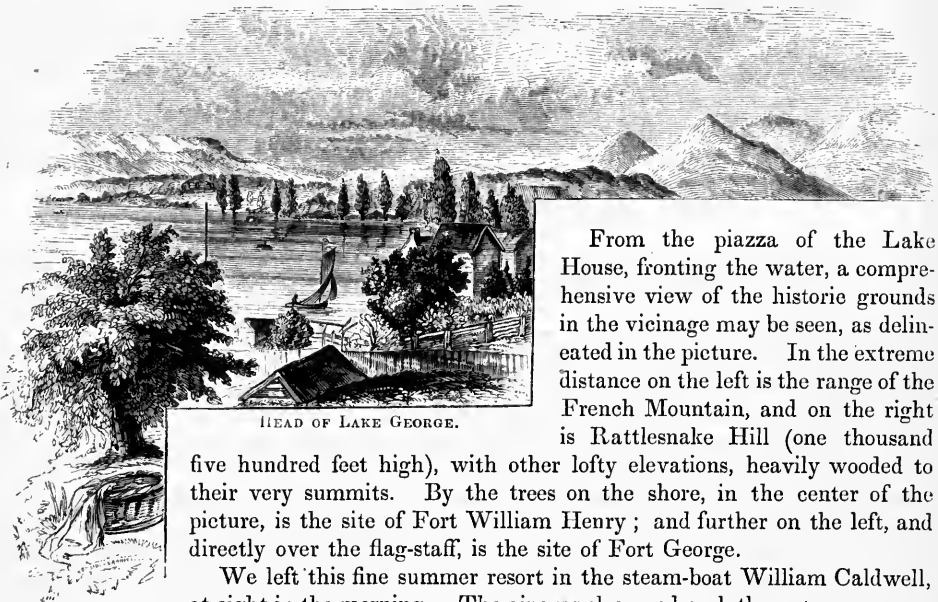 HEAD OF LAKE GEORGE.
From the piazza of the Lake
House, fronting the water, a compre-
hensive view of the historic grounds
in the vicinage may be seen, as delin-
eated in the picture. In the extreme
distance on the left is the range of the
French Mountain, and on the right
is Rattlesnake Hill (one thousand
five hundred feet high), with other lofty elevations, heavily wooded to
their very summits. By the trees on the shore, in the center of the
picture, is the site of Fort William Henry ; and further on the left, and
directly over the flag-staff, is the site of Fort George.
We left this fine summer resort in the steam-boat William Caldwell,